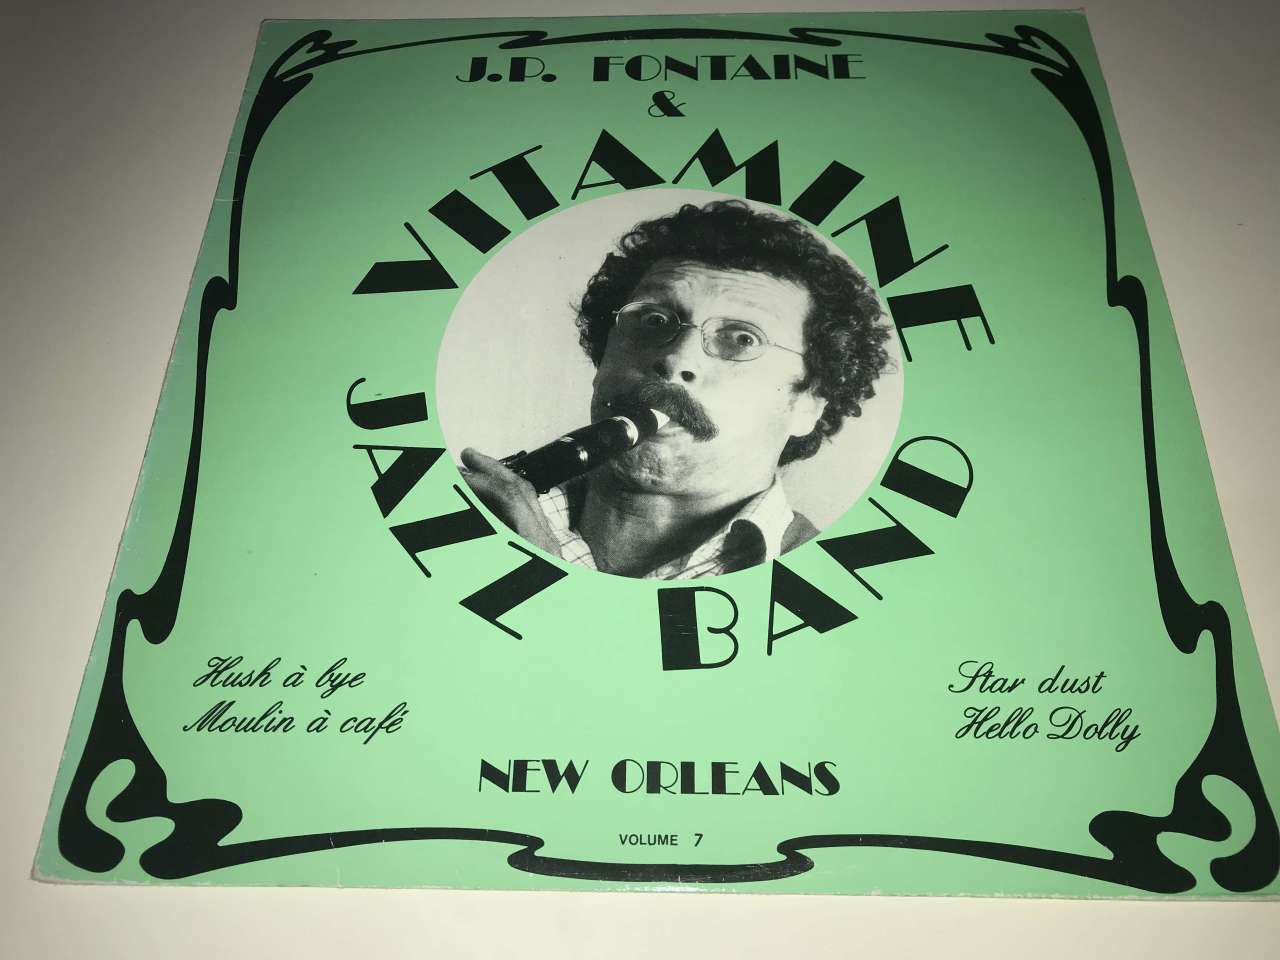 J.P. FONTAINE
&
VITAMINE
JAZZ BAND
Hush à bye
Moulin à café
Star dust
Hello Dolly
NEW ORLEANS
VOLUME 7